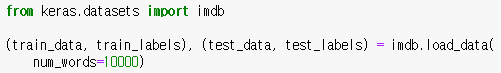 from keras.datasets import imdb
(train_data, train_labels), (test_data, test_labels) = imdb.load_data(
num_words=10000)